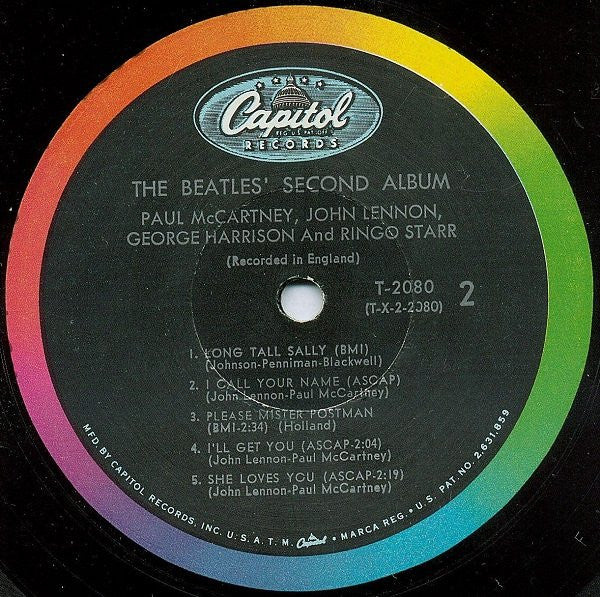 Capitol
REG. U.S. PAT. OFF.
RECORDS
THE BEATLES' SECOND ALBUM
PAUL McCARTNEY, JOHN LENNON,
GEORGE HARRISON And RINGO STARR
(Recorded in England)
T-2080
(T-X-2-2080)
2
1. LONG TALL SALLY (BMI)
(Johnson-Penniman-Blackwell)
2. I CALL YOUR NAME (ASCAP)
(John Lennon-Paul McCartney)
3. PLEASE MISTER POSTMAN
(BMI-2:34) (Holland)
4. I'LL GET YOU (ASCAP-2:04)
(John Lennon-Paul McCartney)
5. SHE LOVES YOU (ASCAP-2:19)
(John Lennon-Paul McCartney)
MFD. BY CAPITOL RECORDS, INC. U.S.A. T.M. Capitol MARCA REG. • U.S. PAT. NO. 2,631,859